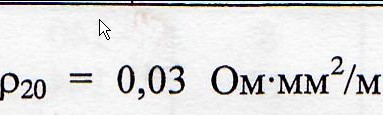 ρ₂₀ = 0,03 Ом·мм²/м